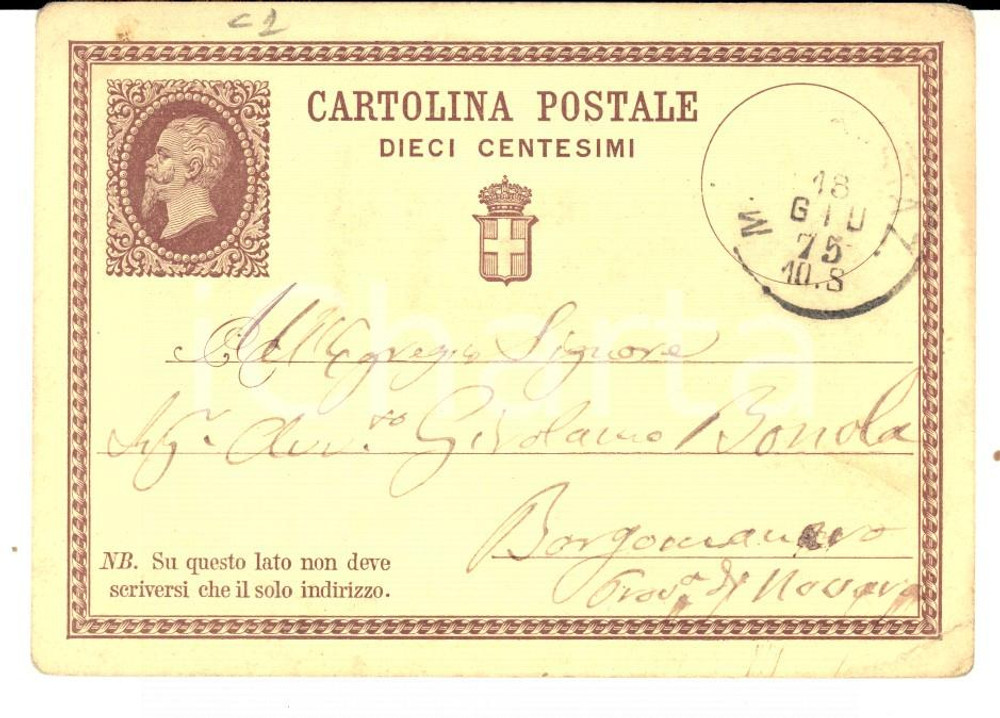 c2
CARTOLINA POSTALE
DIECI CENTESIMI
18
GIU
75
10.S
M.
iCharta
All'Egregio Signore
Sig. Avv.to Girolamo Bonola
Borgomanero
Prov.a di Novara
NB. Su questo lato non deve
scriversi che il solo indirizzo.